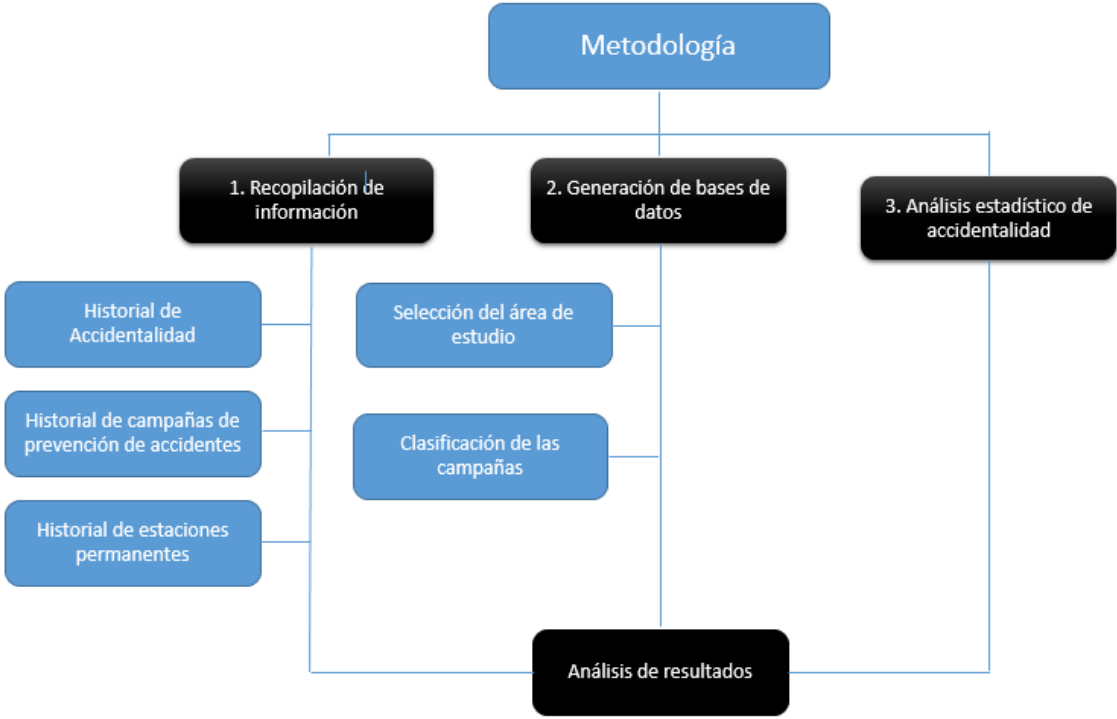 Metodología
1. Recopilación de
información
2. Generación de bases de
datos
3. Análisis estadístico de
accidentalidad
Historial de
Accidentalidad
Historial de campañas de
prevención de accidentes
Historial de estaciones
permanentes
Selección del área de
estudio
Clasificación de las
campañas
Análisis de resultados